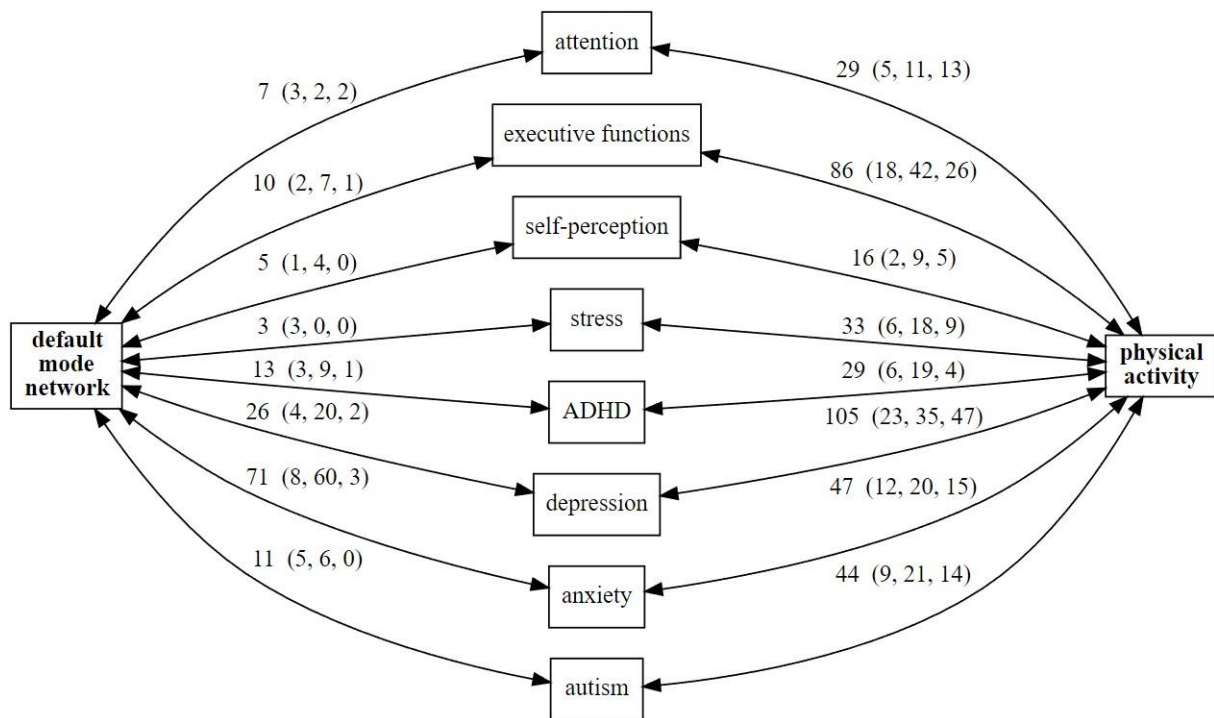 attention
7 (3, 2, 2)
29 (5, 11, 13)
executive functions
10 (2, 7, 1)
86 (18, 42, 26)
self-perception
5 (1, 4, 0)
16 (2, 9, 5)
default
mode
network
3 (3, 0, 0)
stress
33 (6, 18, 9)
physical
activity
13 (3, 9, 1)
29 (6, 19, 4)
ADHD
26 (4, 20, 2)
105 (23, 35, 47)
71 (8, 60, 3)
depression
47 (12, 20, 15)
11 (5, 6, 0)
anxiety
44 (9, 21, 14)
autism